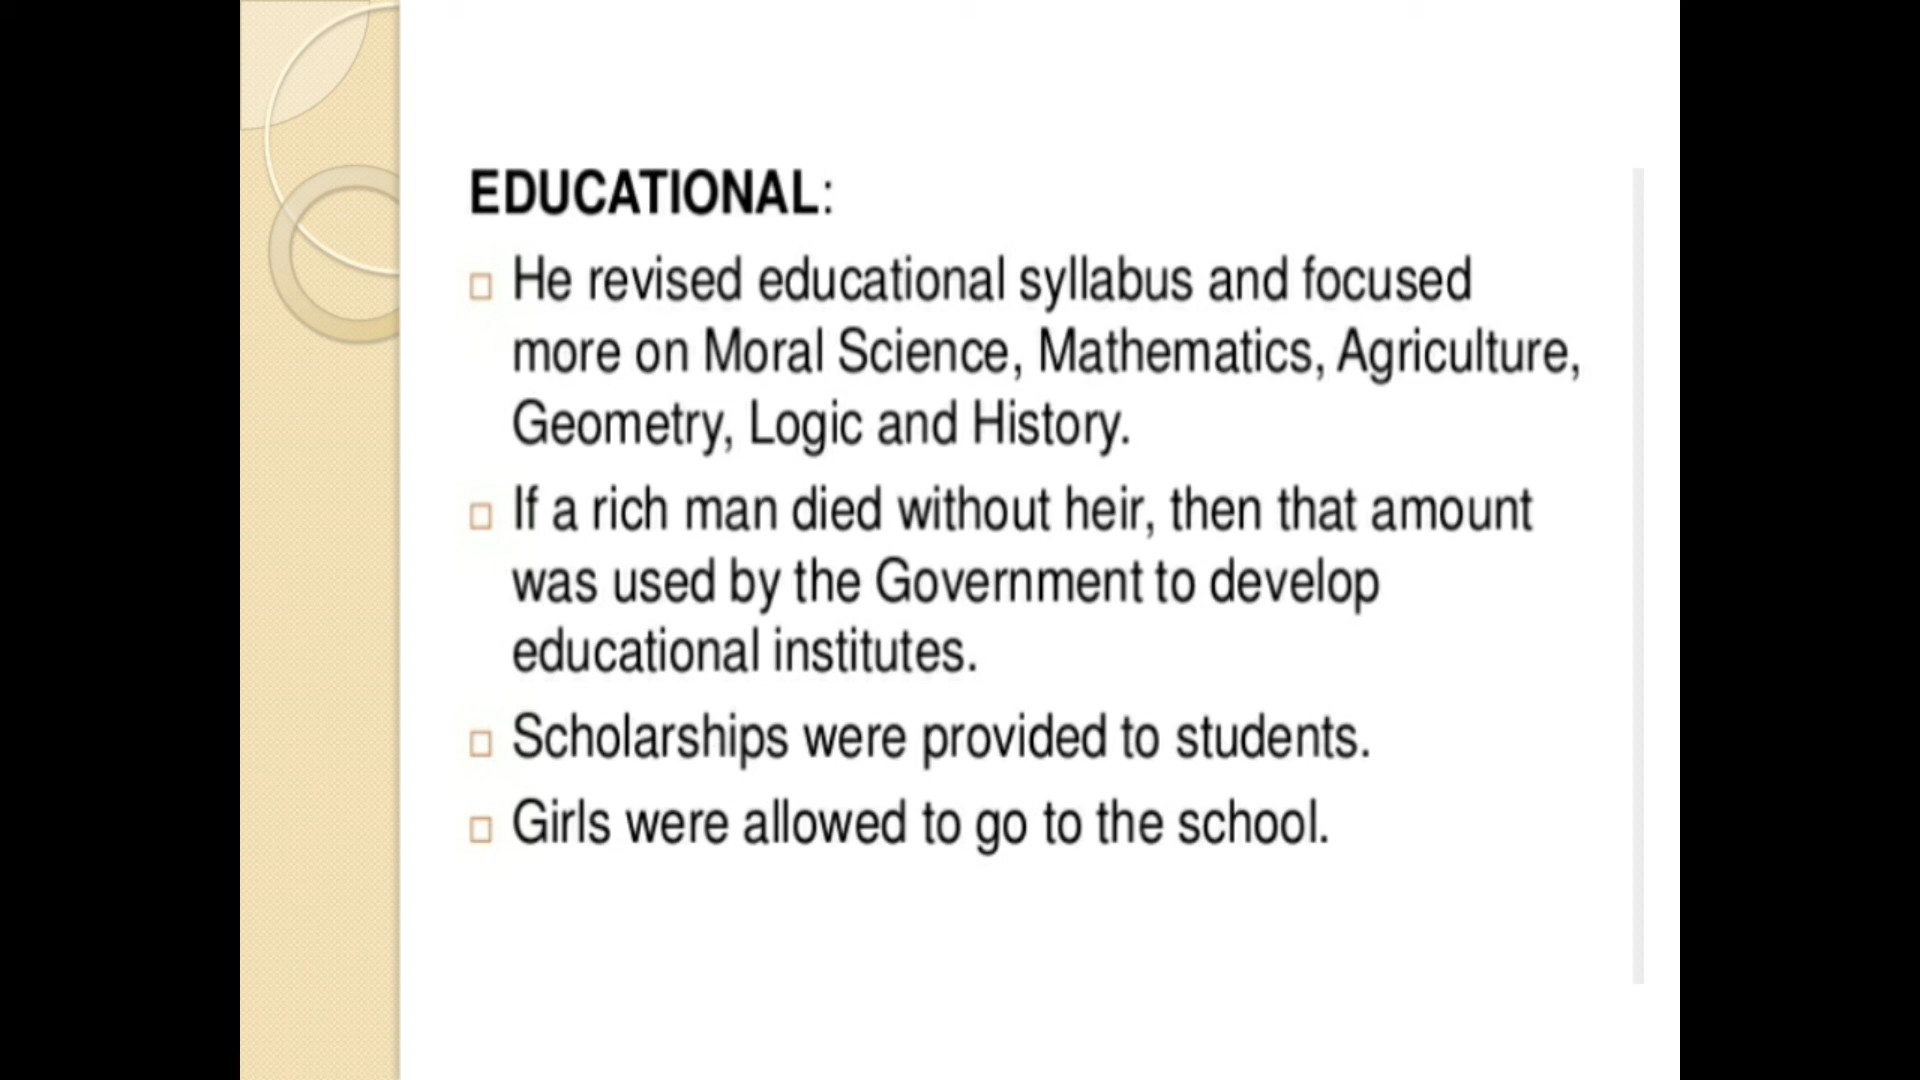 EDUCATIONAL:
He revised educational syllabus and focused
more on Moral Science, Mathematics, Agriculture,
Geometry, Logic and History.
If a rich man died without heir, then that amount
was used by the Government to develop
educational institutes.
Scholarships were provided to students.
Girls were allowed to go to the school.